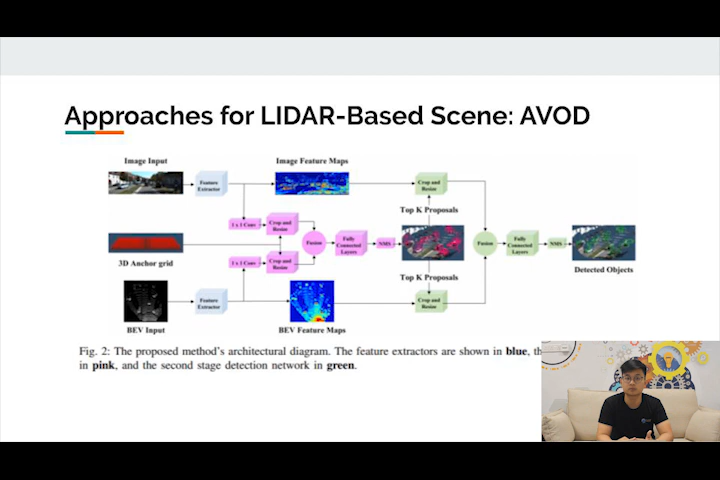 Approaches for LIDAR-Based Scene: AVOD
Image Input
Image Feature Maps
Feature
Extractor
Crop and
Resize
Top K Proposals
1 x 1 Conv
Crop and
Resize
3D Anchor grid
Fusion
Fully
Connected
Layers
NMS
Fusion
Fully
Connected
Layers
NMS
Detected Objects
1 x 1 Conv
Crop and
Resize
Top K Proposals
Feature
Extractor
Crop and
Resize
BEV Input
BEV Feature Maps
Fig. 2: The proposed method's architectural diagram. The feature extractors are shown in blue,
in pink, and the second stage detection network in green.